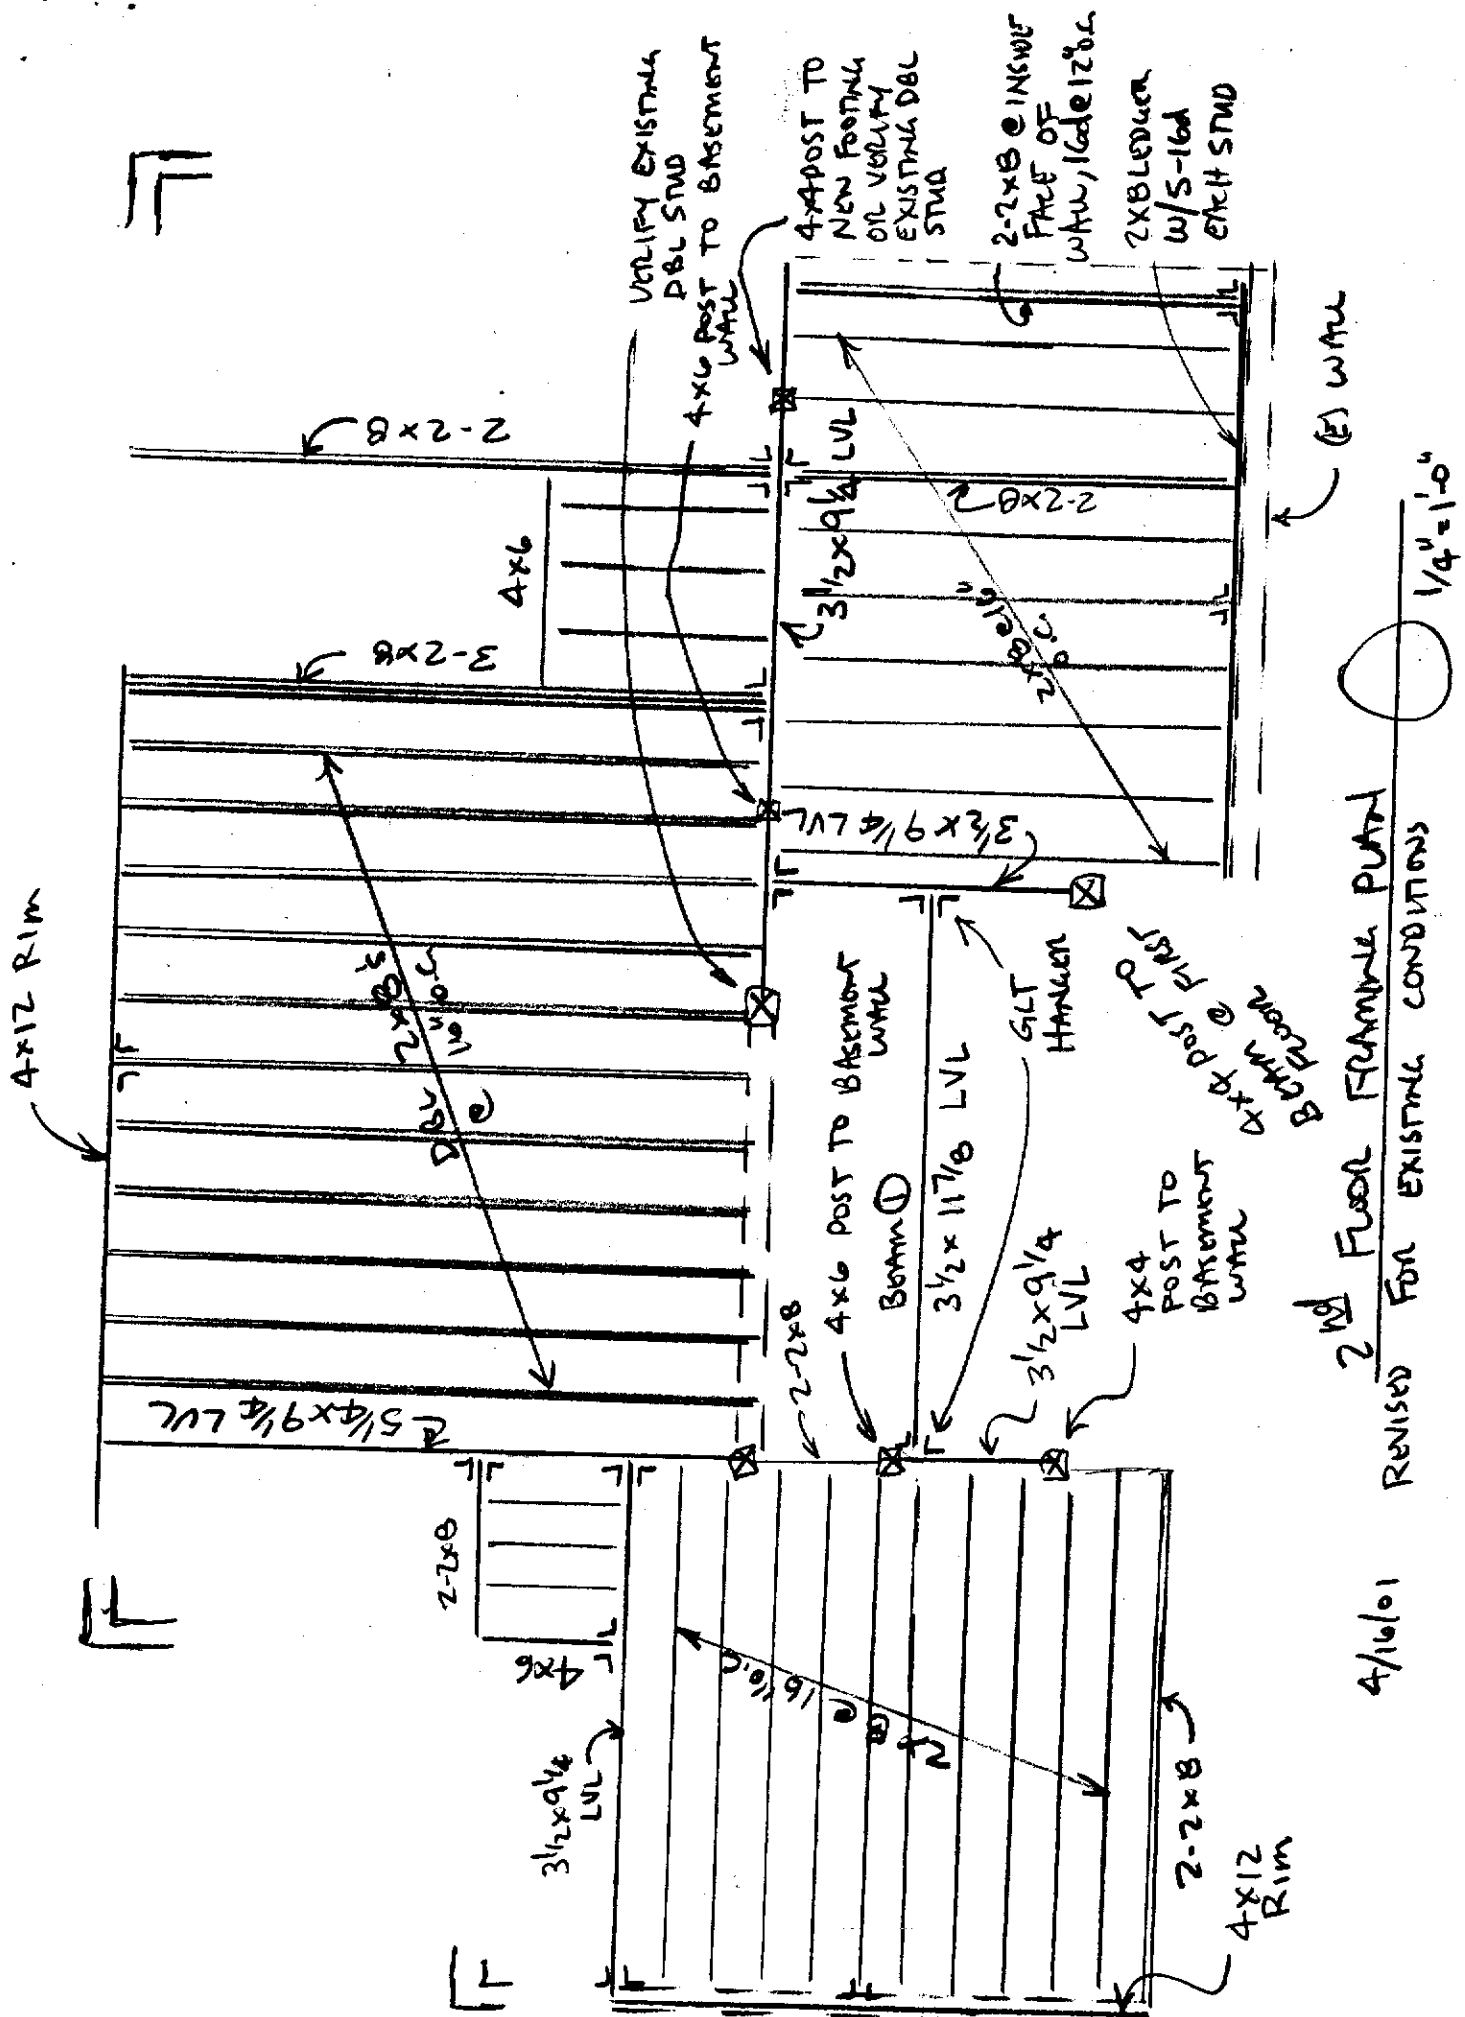 4x12 RIM
VERIFY EXISTING
DBL STUD
4x6 POST TO BASEMENT
WALL
4x4 POST TO
NEW FOOTING
OR VERIFY
EXISTING DBL
STUD
2-2x8 @ INSIDE
FACE OF
WALL, 16d @ 12" O.C.
2x8 LEDGER
W/5-16d
EACH STUD
2-2x8
4x6
3-2x8
3 1/2 x 9 1/4 LVL
2-2x8
2x8 @ 16"
O.C.
DBL 2x8's
@ 16" O.C.
3 1/2 x 9 1/4 LVL
5 1/4 x 9 1/4 LVL
2-2x8
4x6
3 1/2 x 9 1/4
LVL
2-2x8
4x6 POST TO BASEMENT
WALL
BEAM 1
3 1/2 x 11 7/8 LVL
GLT
HANGER
3 1/2 x 9 1/4
LVL
4x4
POST TO
BASEMENT
WALL
4x4 POST TO
BEAM @ FIRST
FLOOR
(E) WALL
2x8 @ 16" O.C.
2-2x8
4x12
RIM
2ND FLOOR FRAMING PLAN
1/4" = 1'-0"
4/16/01 REVISED FOR EXISTING CONDITIONS